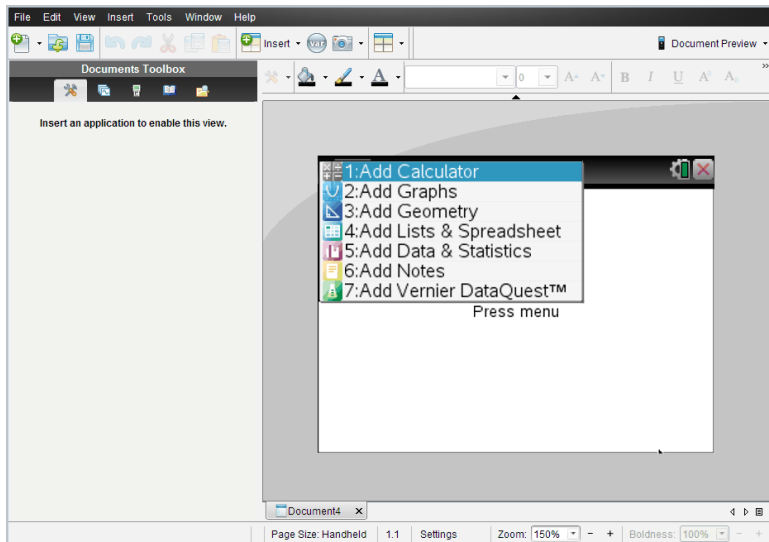 File Edit View Insert Tools Window Help
Insert var Document Preview
Documents Toolbox
0 A+ A+ B I U A A
Insert an application to enable this view.
1:Add Calculator
2:Add Graphs
3:Add Geometry
4:Add Lists & Spreadsheet
5:Add Data & Statistics
6:Add Notes
7:Add Vernier DataQuest™
Press menu
Document4
Page Size: Handheld 1.1 Settings Zoom: 150% - + Boldness: 100% - +